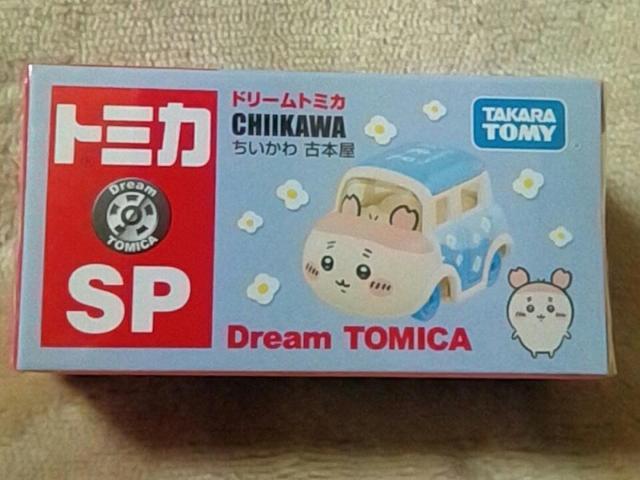 トミカ
Dream
TOMICA
SP
ドリームトミカ
CHIIKAWA
ちいかわ 古本屋
TAKARA
TOMY
Dream TOMICA